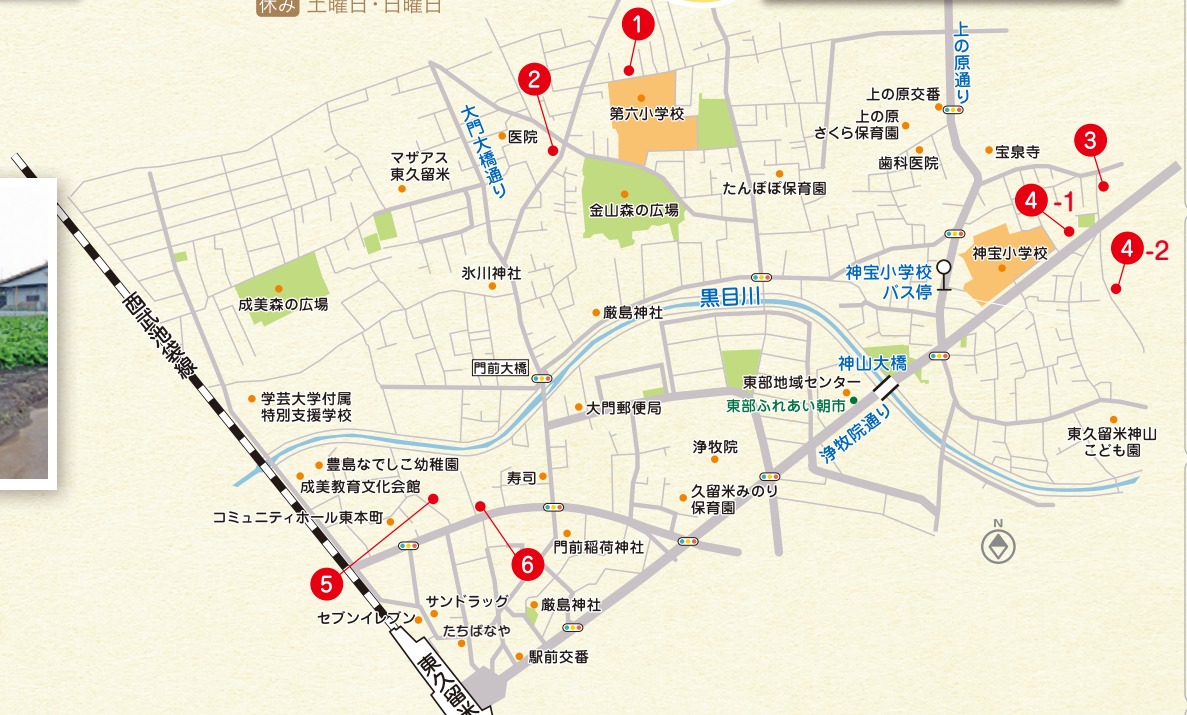 休み 土曜日・日曜日
1
2
第六小学校
上の原通り
上の原交番
上の原
さくら保育園
歯科医院
大門大橋通り
医院
マザアス
東久留米
たんぽぽ保育園
宝泉寺
3
4-1
4-2
金山森の広場
神宝小学校
神宝小学校
バス停
氷川神社
成美森の広場
黒目川
厳島神社
西武池袋線
門前大橋
神山大橋
東部地域センター
東部ふれあい朝市
浄牧院通り
学芸大学付属
特別支援学校
大門郵便局
東久留米神山
こども園
浄牧院
豊島なでしこ幼稚園
成美教育文化会館
寿司
久留米みのり
保育園
コミュニティホール東本町
門前稲荷神社
N
5
6
サンドラッグ
厳島神社
セブンイレブン
たちばなや
駅前交番
東久留米